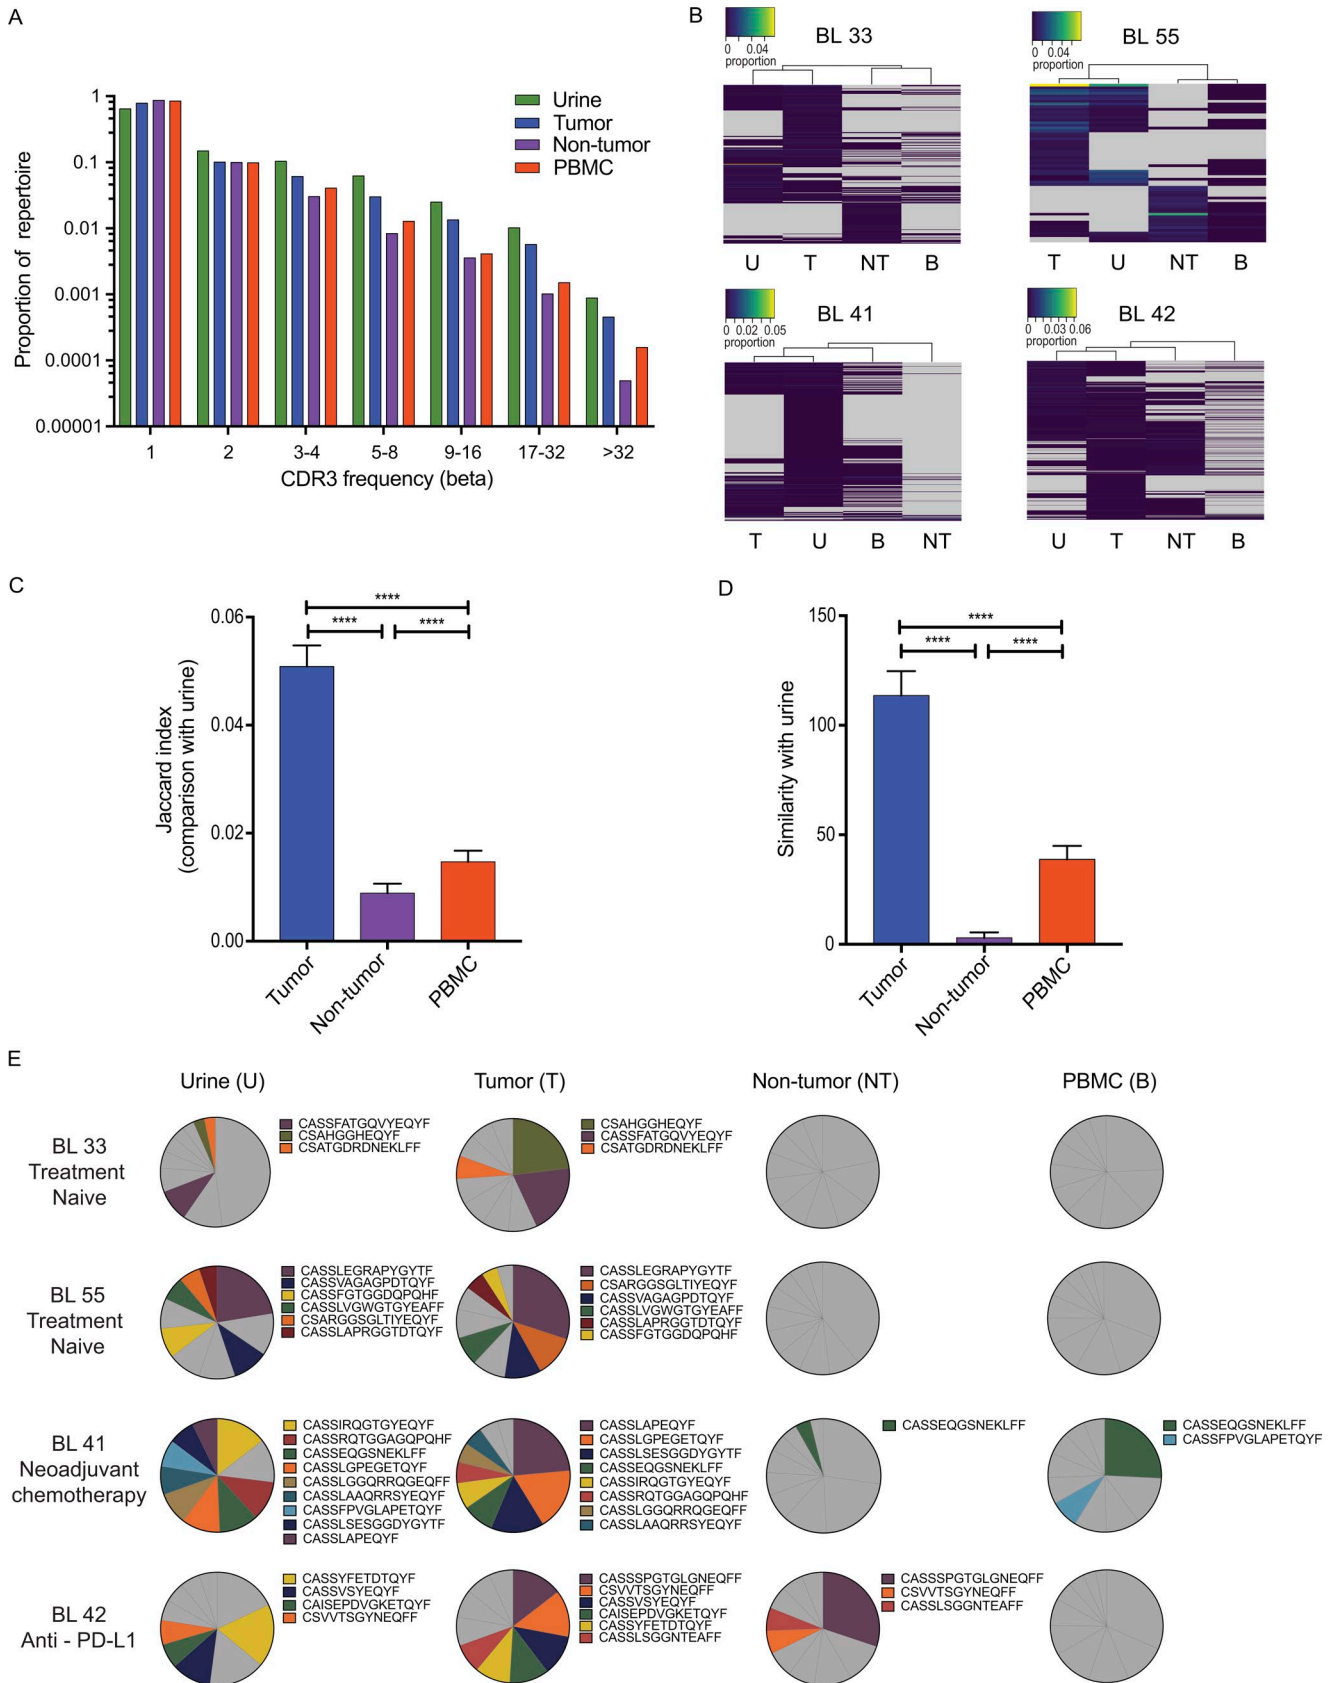 A
1
0.1
0.01
0.001
0.0001
0.00001
Proportion of repertoire
Urine
Tumor
Non-tumor
PBMC
1 2 3-4 5-8 9-16 17-32 >32
CDR3 frequency (beta)
B
0 0.04
proportion
BL 33
U T NT B
0 0.04
proportion
BL 55
T U NT B
0 0.02 0.05
proportion
BL 41
T U B NT
0 0.03 0.06
proportion
BL 42
U T NT B
C
Jaccard index
(comparison with urine)
0.06
0.04
0.02
0.00
****
**** ****
Tumor
Non-tumor
PBMC
D
Similarity with urine
150
100
50
0
****
**** ****
Tumor
Non-tumor
PBMC
E
Urine (U) Tumor (T) Non-tumor (NT) PBMC (B)
BL 33
Treatment
Naive
CASSFATGQVYEQYF
CSAHGGHEQYF
CSATGDRDNEKLFF
CSAHGGHEQYF
CASSFATGQVYEQYF
CSATGDRDNEKLFF
BL 55
Treatment
Naive
CASSLEGRAPYGYTF
CASSVAGAGPDTQYF
CASSFGTGGDQPQHF
CASSLVGWGTGYEAFF
CSARGGSGLTIYEQYF
CASSLAPRGGTDTQYF
CASSLEGRAPYGYTF
CSARGGSGLTIYEQYF
CASSVAGAGPDTQYF
CASSLVGWGTGYEAFF
CASSLAPRGGTDTQYF
CASSFGTGGDQPQHF
BL 41
Neoadjuvant
chemotherapy
CASSIRQGTGYEQYF
CASSRQTGGAGQPQHF
CASSEQGSNEKLFF
CASSLGPEGETQYF
CASSLGGQRRQGEQFF
CASSLAAQRRSYEQYF
CASSFPVGLAPETQYF
CASSLSESGGDYGYTF
CASSLAPEQYF
CASSLAPEQYF
CASSLGPEGETQYF
CASSLSESGGDYGYTF
CASSEQGSNEKLFF
CASSIRQGTGYEQYF
CASSRQTGGAGQPQHF
CASSLGGQRRQGEQFF
CASSLAAQRRSYEQYF
CASSEQGSNEKLFF
CASSEQGSNEKLFF
CASSFPVGLAPETQYF
BL 42
Anti - PD-L1
CASSYFETDTQYF
CASSVSYEQYF
CAISEPDVGKETQYF
CSVVTSGYNEQFF
CASSSPGTGLGNEQFF
CSVVTSGYNEQFF
CASSVSYEQYF
CAISEPDVGKETQYF
CASSYFETDTQYF
CASSLSGGNTEAFF
CASSSPGTGLGNEQFF
CSVVTSGYNEQFF
CASSLSGGNTEAFF